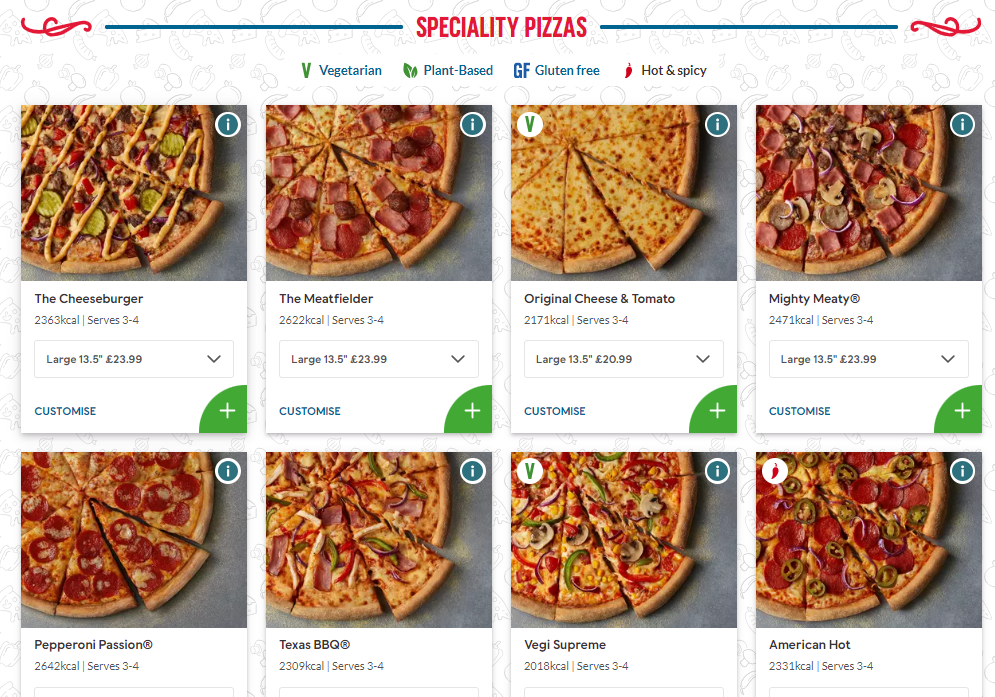 SPECIALITY PIZZAS
V Vegetarian Plant-Based GF Gluten free Hot & spicy
i i V i i
The Cheeseburger The Meatfielder Original Cheese & Tomato Mighty Meaty®
2363kcal | Serves 3-4 2622kcal | Serves 3-4 2171kcal | Serves 3-4 2471kcal | Serves 3-4
Large 13.5" £23.99 Large 13.5" £23.99 Large 13.5" £20.99 Large 13.5" £23.99
CUSTOMISE + CUSTOMISE + CUSTOMISE + CUSTOMISE +
i i V i i
Pepperoni Passion® Texas BBQ® Vegi Supreme American Hot
2642kcal | Serves 3-4 2309kcal | Serves 3-4 2018kcal | Serves 3-4 2331kcal | Serves 3-4